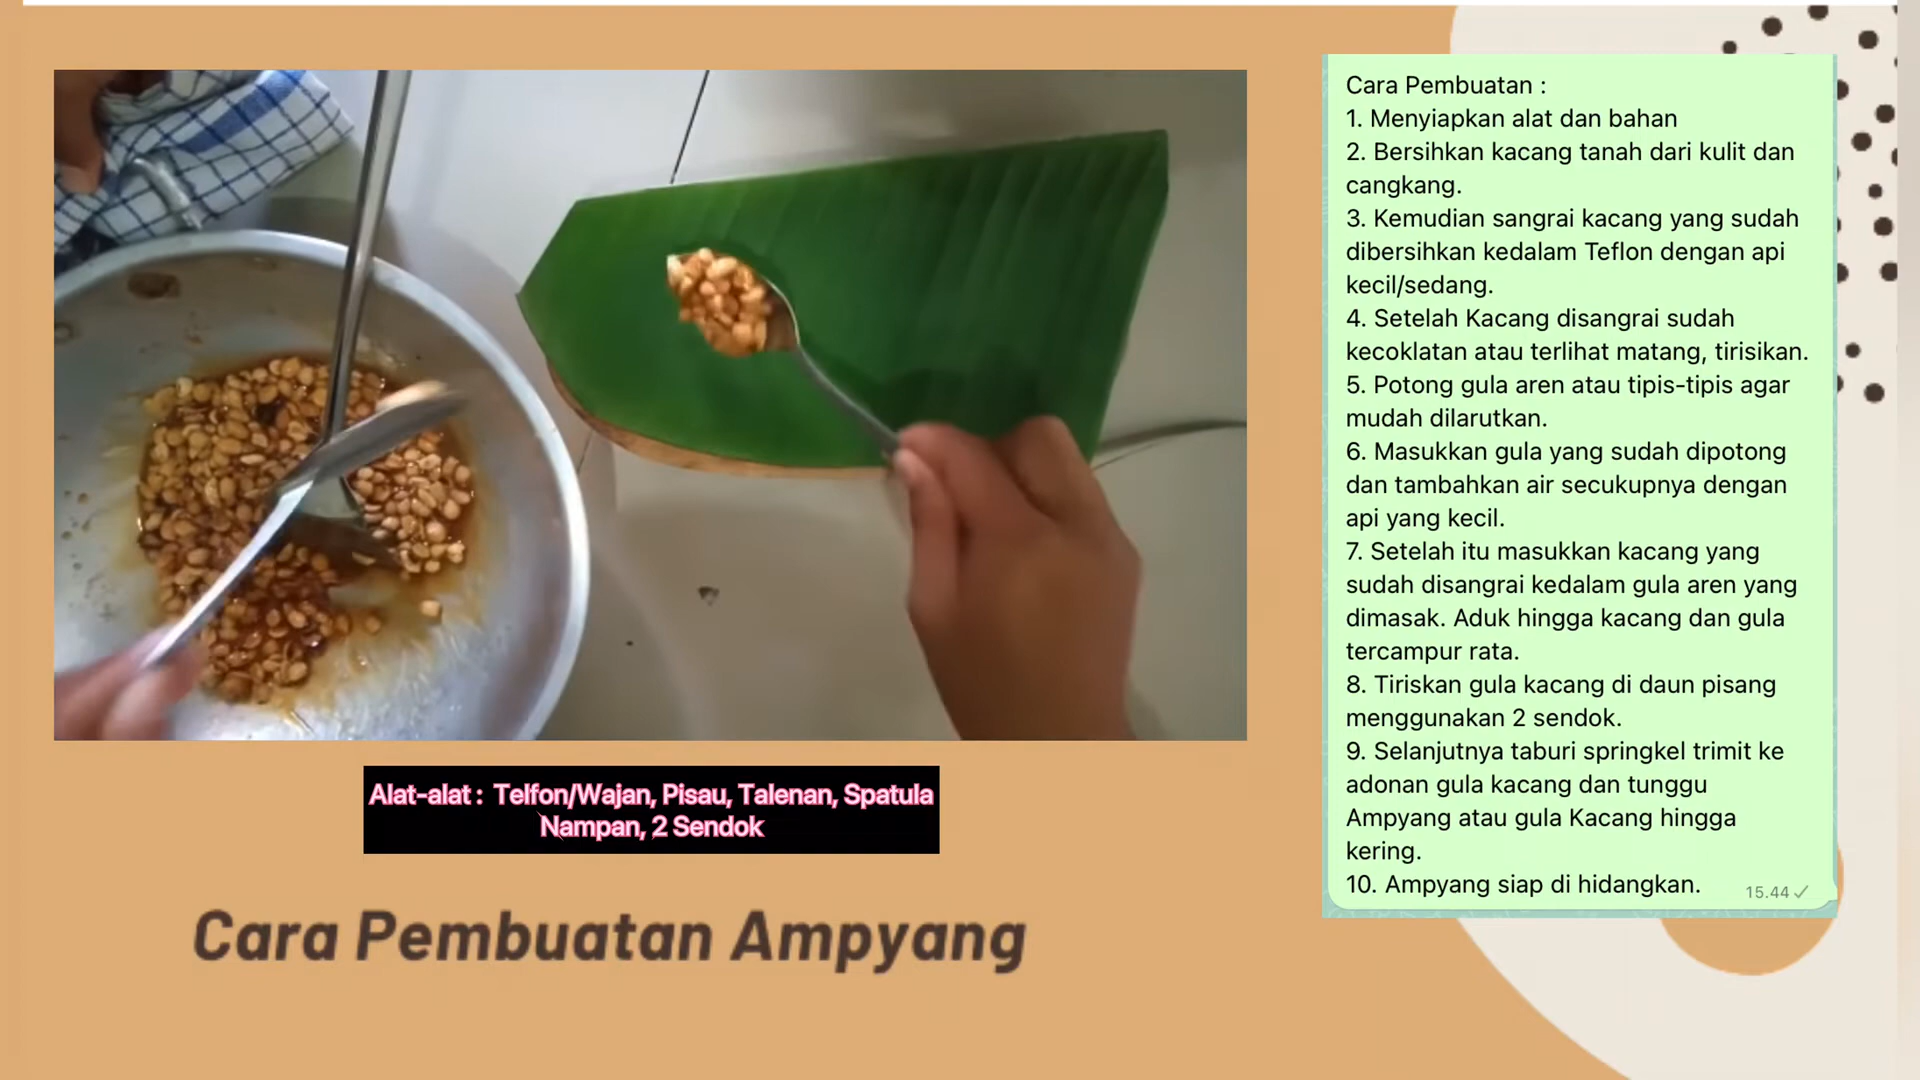 Cara Pembuatan :
1. Menyiapkan alat dan bahan
2. Bersihkan kacang tanah dari kulit dan
cangkang.
3. Kemudian sangrai kacang yang sudah
dibersihkan kedalam Teflon dengan api
kecil/sedang.
4. Setelah Kacang disangrai sudah
kecoklatan atau terlihat matang, tirisikan.
5. Potong gula aren atau tipis-tipis agar
mudah dilarutkan.
6. Masukkan gula yang sudah dipotong
dan tambahkan air secukupnya dengan
api yang kecil.
7. Setelah itu masukkan kacang yang
sudah disangrai kedalam gula aren yang
dimasak. Aduk hingga kacang dan gula
tercampur rata.
8. Tiriskan gula kacang di daun pisang
menggunakan 2 sendok.
9. Selanjutnya taburi springkel trimit ke
adonan gula kacang dan tunggu
Ampyang atau gula Kacang hingga
kering.
10. Ampyang siap di hidangkan.
15.44
Alat-alat : Telfon/Wajan, Pisau, Talenan, Spatula
Nampan, 2 Sendok
Cara Pembuatan Ampyang